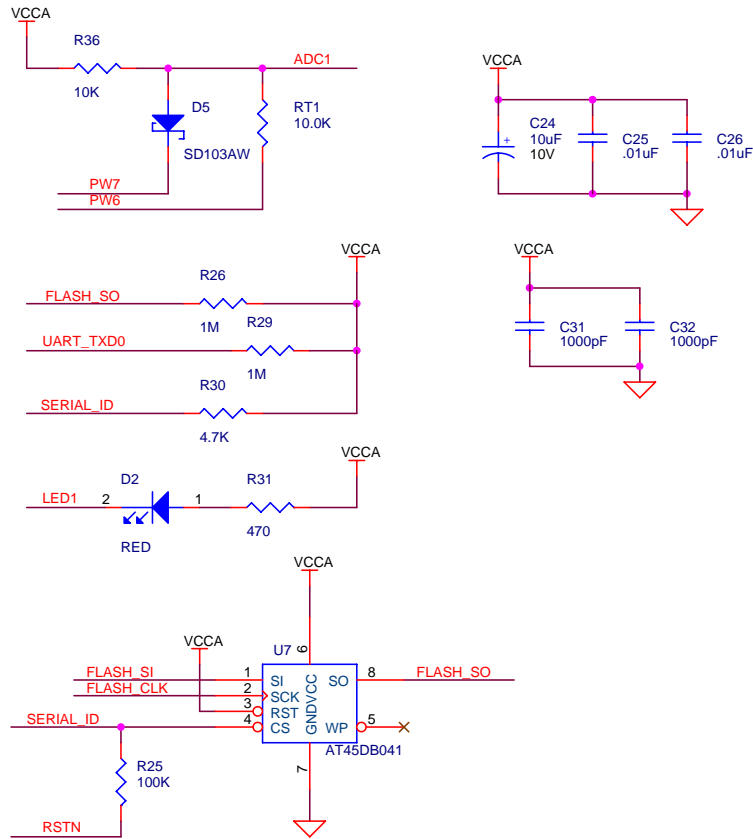 VCCA
R36
10K
ADC1
D5
SD103AW
RT1
10.0K
PW7
PW6
VCCA
C24
10uF
10V
+
C25
.01uF
C26
.01uF
VCCA
FLASH_SO
R26
1M
UART_TXD0
R29
1M
SERIAL_ID
R30
4.7K
VCCA
C31
1000pF
C32
1000pF
VCCA
LED1
2
D2
1
RED
R31
470
VCCA
VCCA
U7
6
FLASH_SI
1
SI
FLASH_CLK
2
SCK
3
RST
SERIAL_ID
4
CS
GNDVCC
SO
8
FLASH_SO
WP
5
AT45DB041
7
R25
100K
RSTN